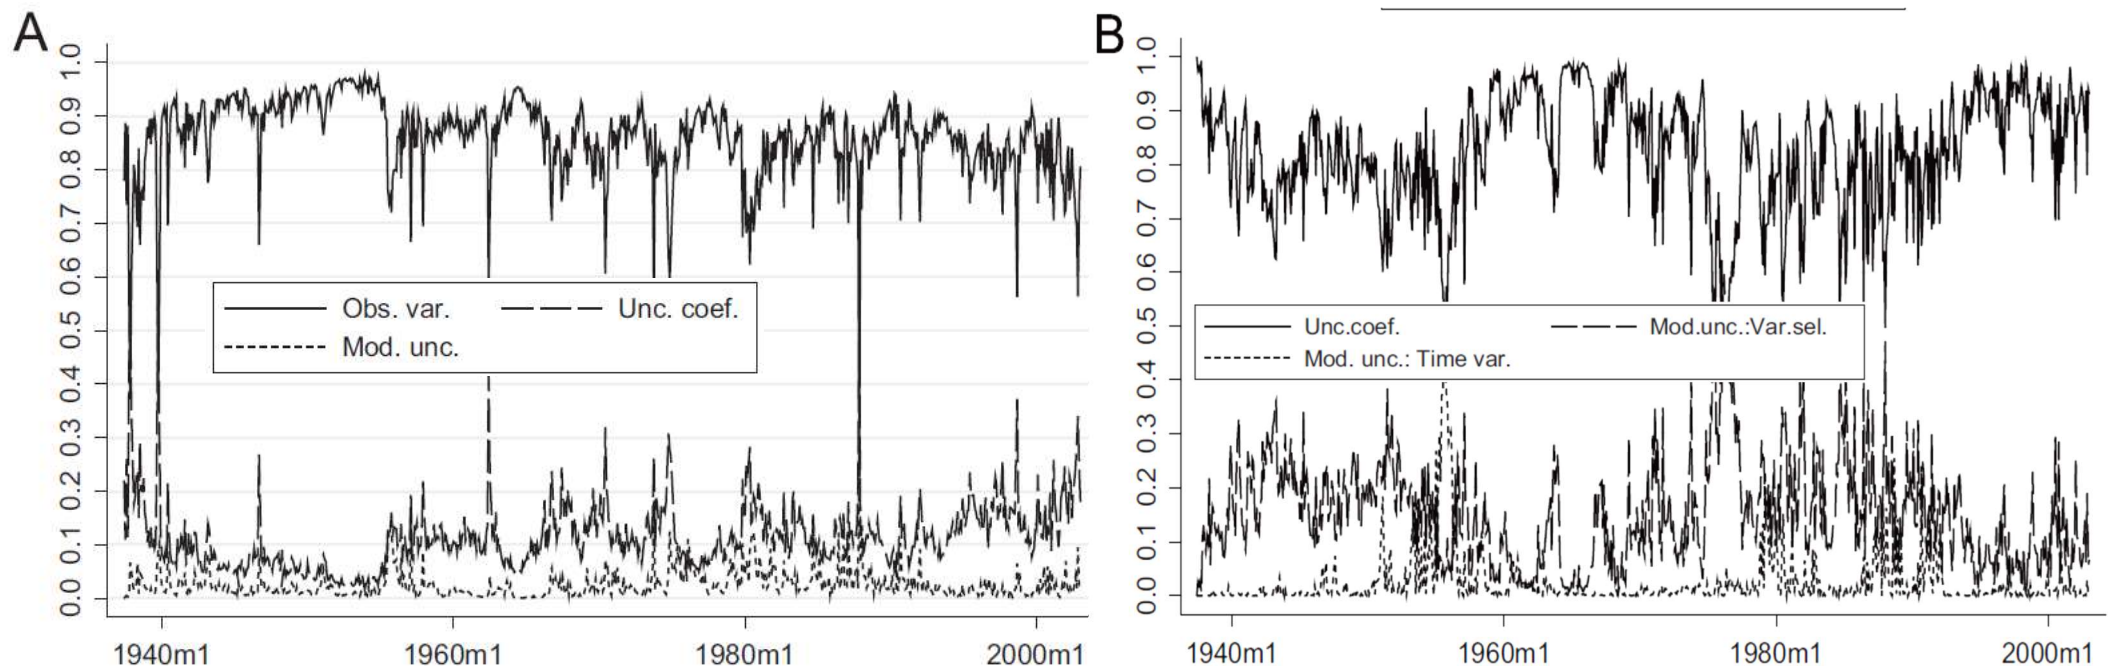 A
1.0
0.9
0.8
0.7
0.6
0.5
0.4
0.3
0.2
0.1
0.0
Obs. var.
Unc. coef.
Mod. unc.
1940m1
1960m1
1980m1
2000m1
B
1.0
0.9
0.8
0.7
0.6
0.5
0.4
0.3
0.2
0.1
0.0
Unc.coef.
Mod.unc.:Var.sel.
Mod. unc.: Time var.
1940m1
1960m1
1980m1
2000m1